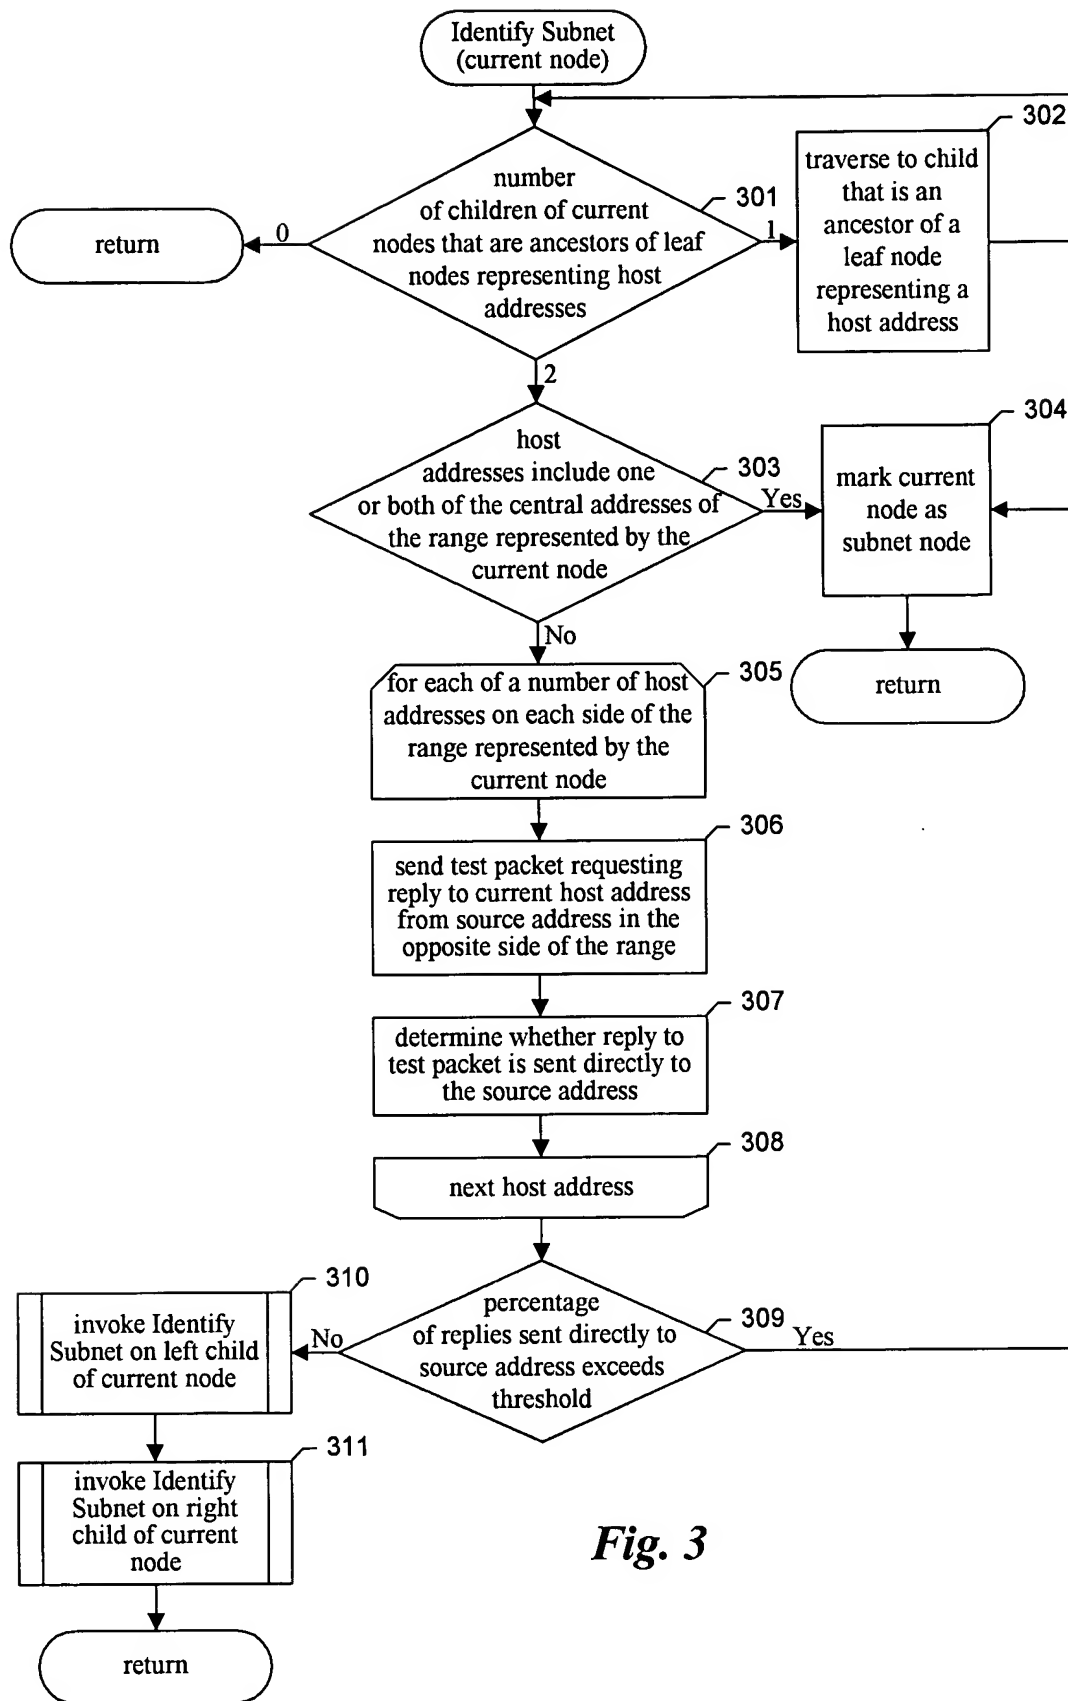 Identify Subnet
(current node)
302
number
of children of current
nodes that are ancestors of leaf
nodes representing host
addresses
301
0
return
1
traverse to child
that is an
ancestor of a
leaf node
representing a
host address
2
304
host
addresses include one
or both of the central addresses of
the range represented by the
current node
303
Yes
mark current
node as
subnet node
return
No
305
for each of a number of host
addresses on each side of the
range represented by the
current node
306
send test packet requesting
reply to current host address
from source address in the
opposite side of the range
307
determine whether reply to
test packet is sent directly to
the source address
308
next host address
percentage
of replies sent directly to
source address exceeds
threshold
309
Yes
No
310
invoke Identify
Subnet on left child
of current node
311
invoke Identify
Subnet on right
child of current
node
return
Fig. 3